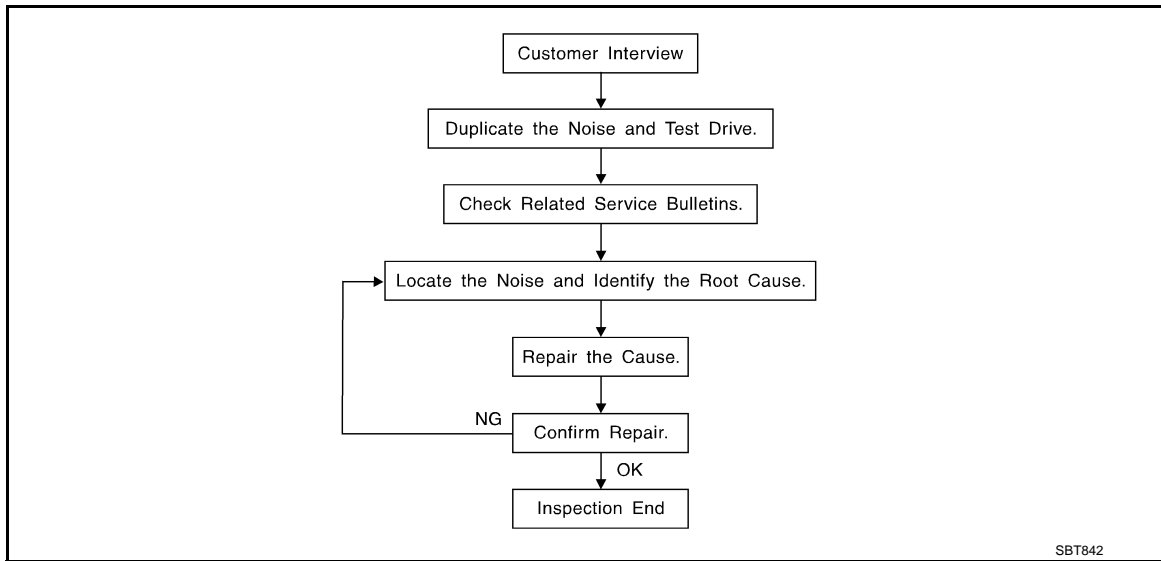 Customer Interview
Duplicate the Noise and Test Drive.
Check Related Service Bulletins.
Locate the Noise and Identify the Root Cause.
Repair the Cause.
NG
Confirm Repair.
OK
Inspection End
SBT842